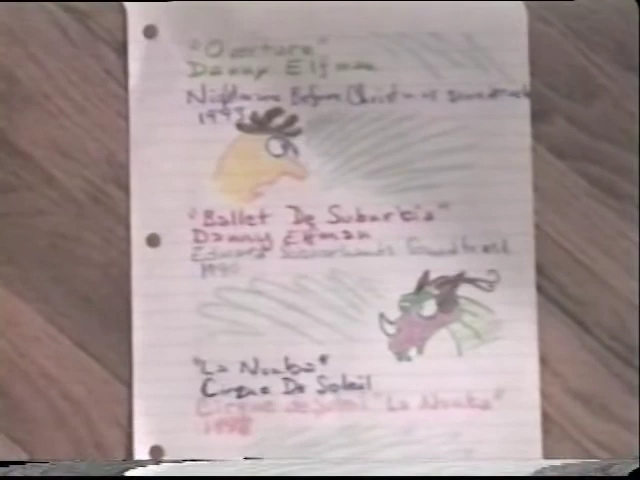 "Overture"
Danny Elfman
Nightmare Before Christmas Soundtrack
1993
"Ballet De Suburbia"
Danny Elfman
Edward Scissorhands Soundtrack
1990
"La Nouba"
Cirque De Soleil
Cirque de Soleil "La Nouba"
1998